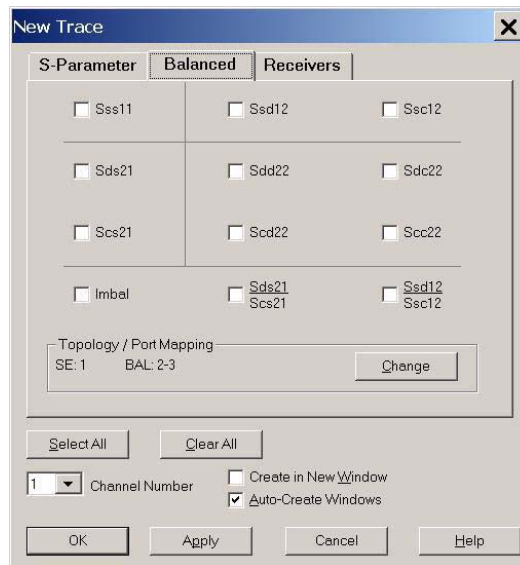 New Trace
S-Parameter Balanced Receivers
Sss11 Ssd12 Ssc12
Sds21 Sdd22 Sdc22
Scs21 Scd22 Scc22
Imbal Sds21 Ssd12
Scs21 Ssc12
Topology / Port Mapping
SE: 1 BAL: 2-3 Change
Select All Clear All
1 Channel Number Create in New Window
Auto-Create Windows
OK Apply Cancel Help